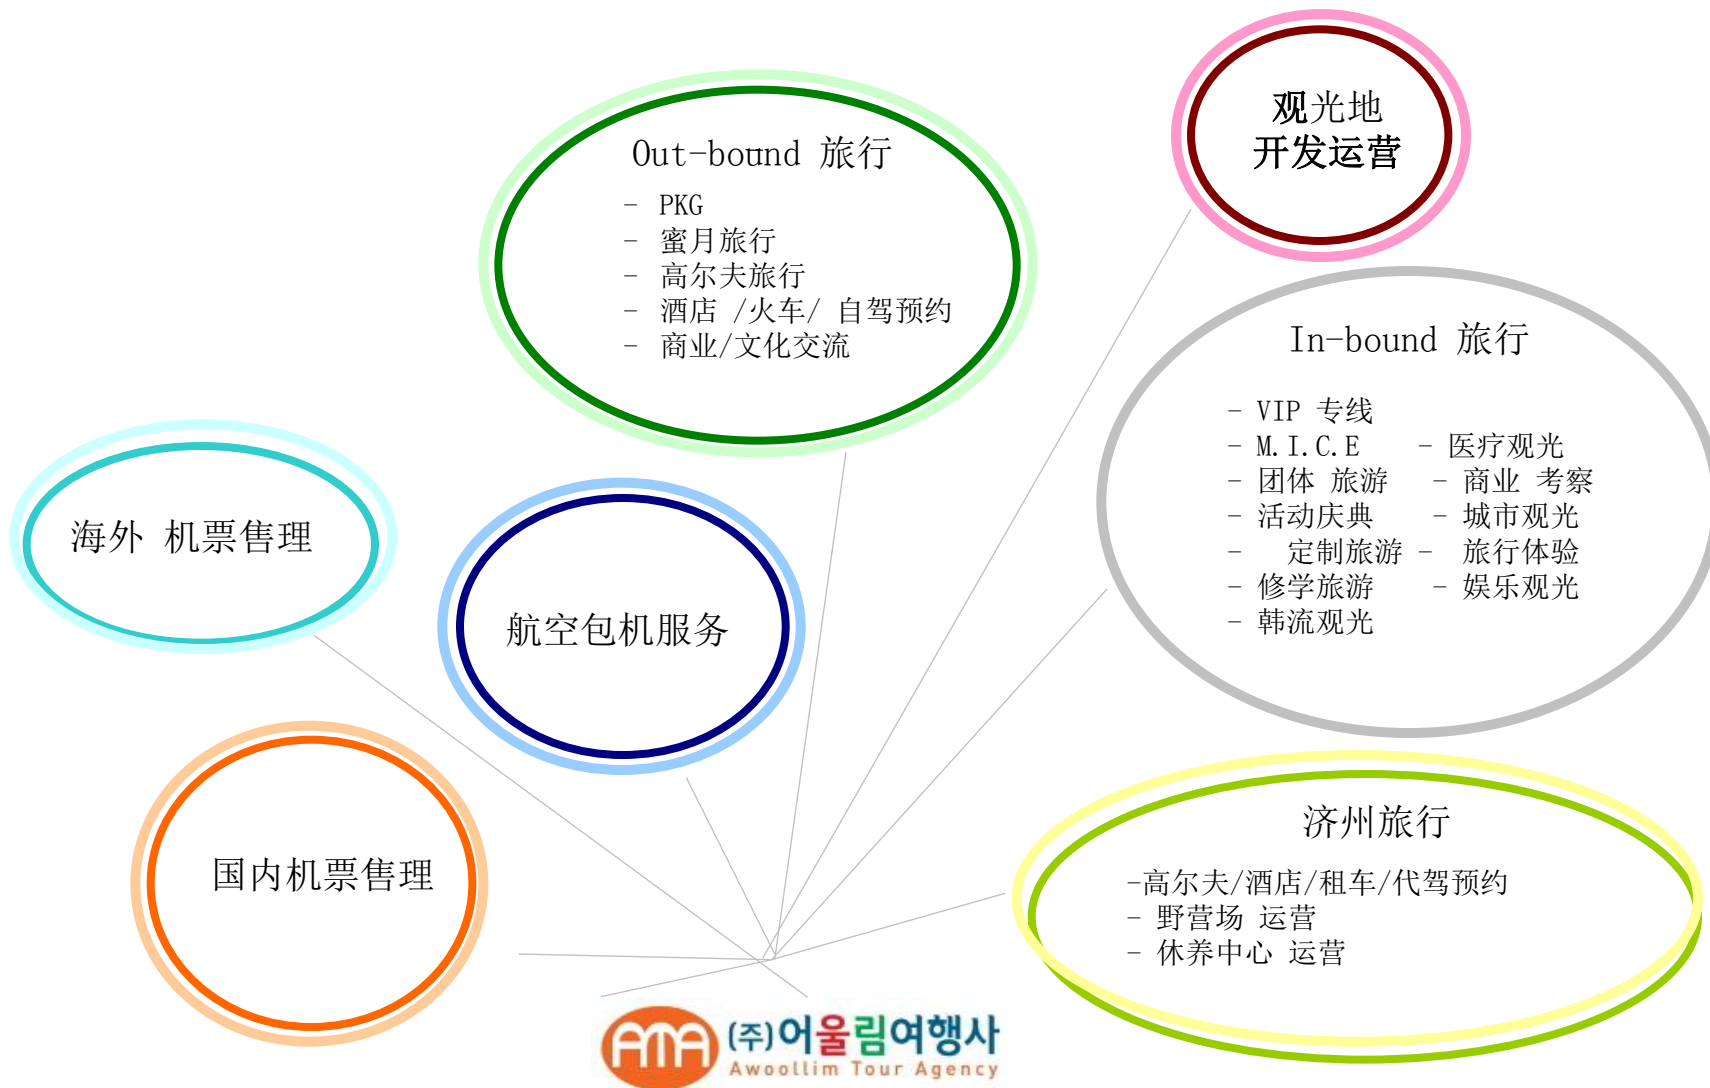 观光地
开发运营
Out-bound 旅行
- PKG
- 蜜月旅行
- 高尔夫旅行
- 酒店 /火车/ 自驾预约
- 商业/文化交流
In-bound 旅行
- VIP 专线
- M.I.C.E - 医疗观光
- 团体 旅游 - 商业 考察
- 活动庆典 - 城市观光
- 定制旅游 - 旅行体验
- 修学旅游 - 娱乐观光
- 韩流观光
海外 机票售理
航空包机服务
国内机票售理
济州旅行
-高尔夫/酒店/租车/代驾预约
- 野营场 运营
- 休养中心 运营
ATA (주)어울림여행사
Awoollim Tour Agency